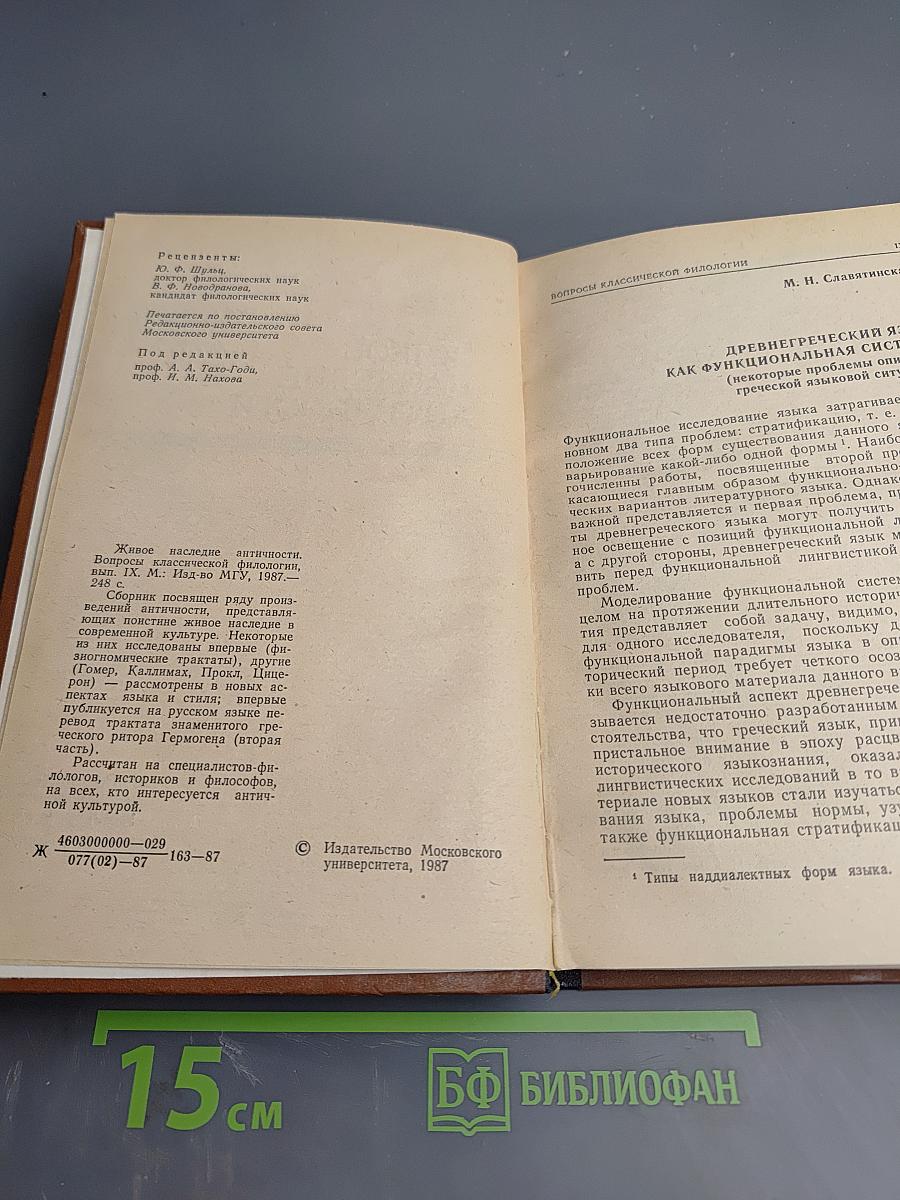 Рецензенты:
Ю. Ф. Шульц,
доктор филологических наук
В. Ф. Новодранова,
кандидат филологических наук
Печатается по постановлению
Редакционно-издательского совета
Московского университета
Под редакцией
проф. А. А. Тахо-Годи,
проф. И. М. Нахова
Живое наследие античности.
Вопросы классической филологии,
вып. IX. М.: Изд-во МГУ, 1987.—
248 с.
Сборник посвящен ряду произ-
ведений античности, представля-
ющих поистине живое наследие в
современной культуре. Некоторые
из них исследованы впервые (фи-
зиогномические трактаты), другие
(Гомер, Каллимах, Прокл, Цице-
рон) — рассмотрены в новых ас-
пектах языка и стиля; впервые
публикуется на русском языке пе-
ревод трактата знаменитого гре-
ческого ритора Гермогена (вторая
часть).
Рассчитан на специалистов-фи-
лологов, историков и философов,
на всех, кто интересуется антич-
ной культурой.
Ж 4603000000—029
077(02)—87 163—87
© Издательство Московского
университета, 1987
ВОПРОСЫ КЛАССИЧЕСКОЙ ФИЛОЛОГИИ
М. Н. Славятинска
ДРЕВНЕГРЕЧЕСКИЙ ЯЗ
КАК ФУНКЦИОНАЛЬНАЯ СИСТ
(некоторые проблемы опи
греческой языковой ситу
Функциональное исследование языка затрагивае
новном два типа проблем: стратификацию, т. е.
положение всех форм существования данного я
варьирование какой-либо одной формы ¹. Наибо
гочисленны работы, посвященные второй пр
касающиеся главным образом функционально-
ческих вариантов литературного языка. Однак
важной представляется и первая проблема, п
ты древнегреческого языка могут получить
ное освещение с позиций функциональной л
а с другой стороны, древнегреческий язык м
вить перед функциональной лингвистикой
проблем.
Моделирование функциональной систем
целом на протяжении длительного истори
тия представляет собой задачу, видимо,
для одного исследователя, поскольку д
функциональной парадигмы языка в оп
торический период требует четкого осоз
ки всего языкового материала данного в
Функциональный аспект древнегрече
зывается недостаточно разработанным
стоятельства, что греческий язык, при
пристальное внимание в эпоху расцв
исторического языкознания, оказал
лингвистических исследований в то в
териале новых языков стали изучатьс
вания языка, проблемы нормы, узу
также функциональная стратификац
¹ Типы наддиалектных форм языка.
15 см
БФ БИБЛИОФАН